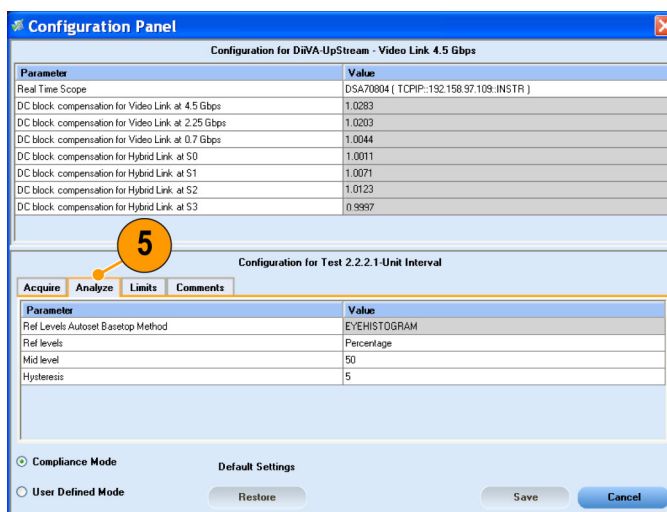 Configuration Panel
Configuration for DiiVA-UpStream - Video Link 4.5 Gbps
Parameter Value
Real Time Scope DSA70804 ( TCPIP::192.158.97.109::INSTR )
DC block compensation for Video Link at 4.5 Gbps 1.0283
DC block compensation for Video Link at 2.25 Gbps 1.0203
DC block compensation for Video Link at 0.7 Gbps 1.0044
DC block compensation for Hybrid Link at S0 1.0011
DC block compensation for Hybrid Link at S1 1.0071
DC block compensation for Hybrid Link at S2 1.0123
DC block compensation for Hybrid Link at S3 0.9997
5
Configuration for Test 2.2.2.1-Unit Interval
Acquire Analyze Limits Comments
Parameter Value
Ref Levels Autoset Basetop Method EYEHISTOGRAM
Ref levels Percentage
Mid level 50
Hysteresis 5
Compliance Mode Default Settings
User Defined Mode Restore Save Cancel